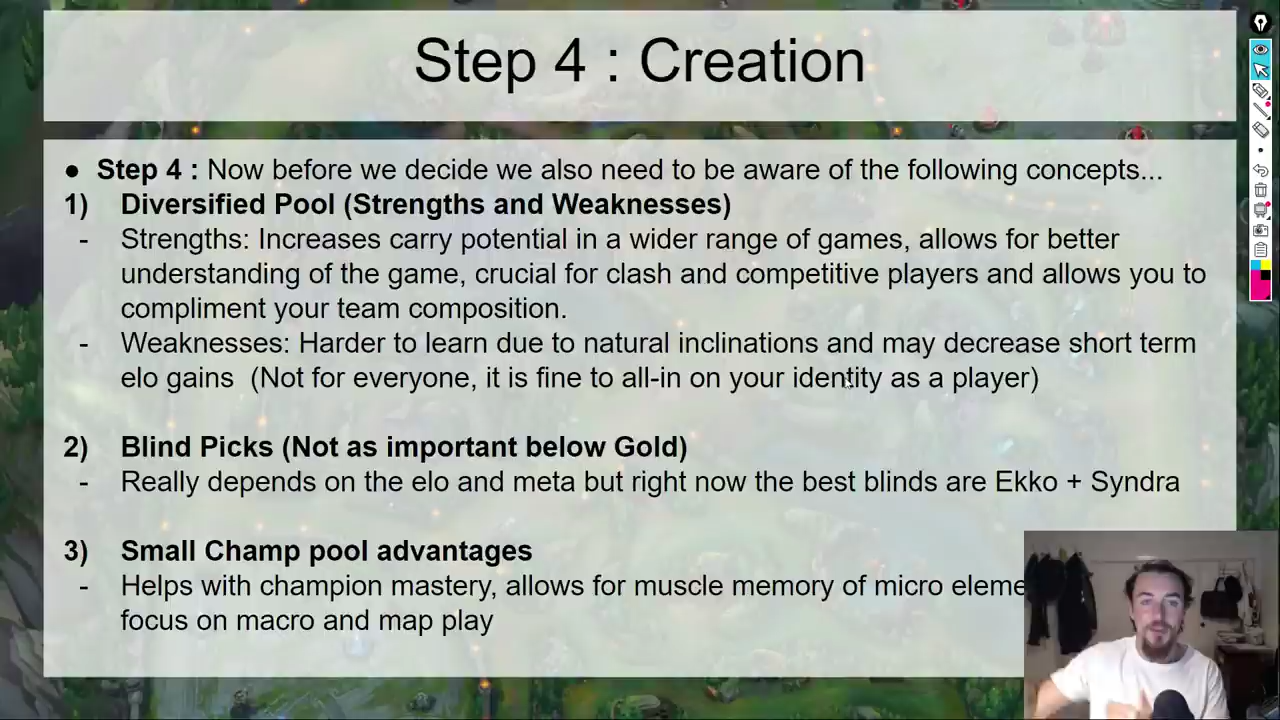 Step 4 : Creation
● Step 4 : Now before we decide we also need to be aware of the following concepts...
1) Diversified Pool (Strengths and Weaknesses)
- Strengths: Increases carry potential in a wider range of games, allows for better
understanding of the game, crucial for clash and competitive players and allows you to
compliment your team composition.
- Weaknesses: Harder to learn due to natural inclinations and may decrease short term
elo gains (Not for everyone, it is fine to all-in on your identity as a player)
2) Blind Picks (Not as important below Gold)
- Really depends on the elo and meta but right now the best blinds are Ekko + Syndra
3) Small Champ pool advantages
- Helps with champion mastery, allows for muscle memory of micro
focus on macro and map play